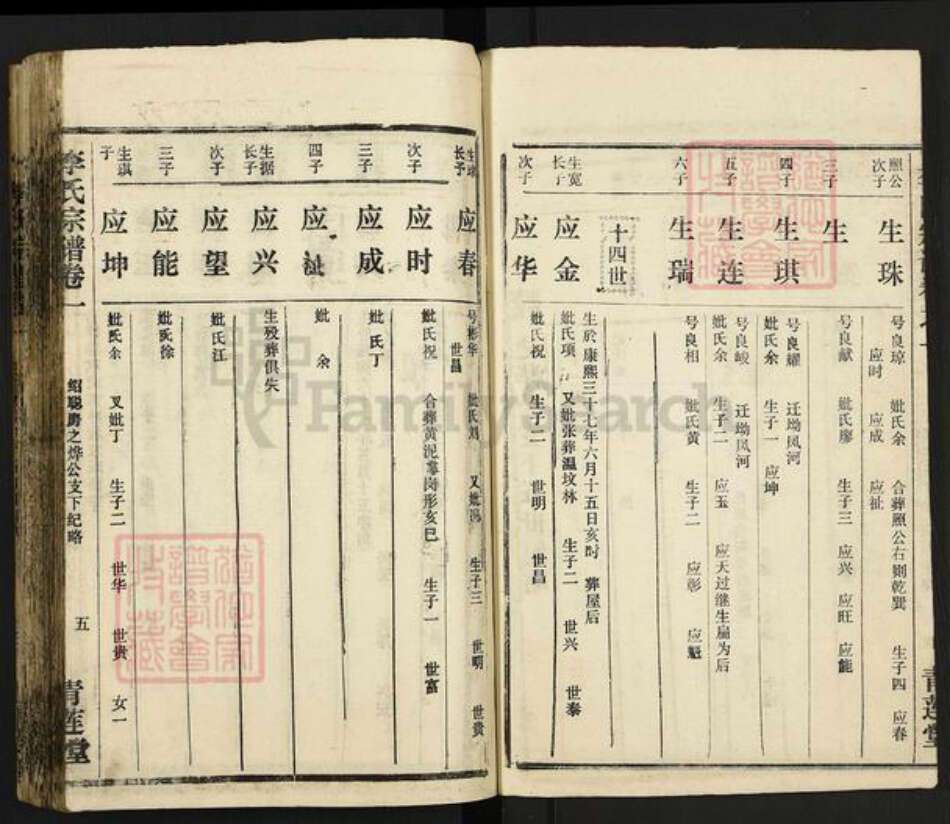 照公
次子
生珠
号良琼 妣氏余 合葬照公右则乾巽 生子四 应春
应时 应成 应祉
三子
生
号良猷 妣氏廖 生子三 应兴 应旺 应能
四子
生琪
号良耀 迁坳凤河
妣氏余 生子一 应坤
五子
生连
号良峻 迁坳凤河
妣氏余 生子二 应玉 应天过继生扁为后
六子
生瑞
号良相 妣氏黄 生子二 应彰 应魁
十四世
生宽
长子
应金
生於康熙三十七年六月十五日亥时 葬屋后
妣氏项 又妣张葬温坟林 生子二 世兴 世泰
次子
应华
妣氏祝 生子二 世明 世昌
青莲堂
生珠
长子
应春
号彬华 妣氏刘 又妣 生子三 世明 世贵
世昌
次子
应时
妣氏祝 合葬黄泥 岗形亥巳 生子一 世富
三子
应成
妣氏丁
四子
应祉
妣 余
生据
长子
应兴
生殁葬俱失
次子
应望
妣氏江
三子
应能
妣氏徐
生琪
子
应坤
妣氏余 又妣丁 生子二 世华 世贵 女一
李氏宗谱卷一
绍聪房之烨公支下纪略
五
青莲堂
FamilySearch